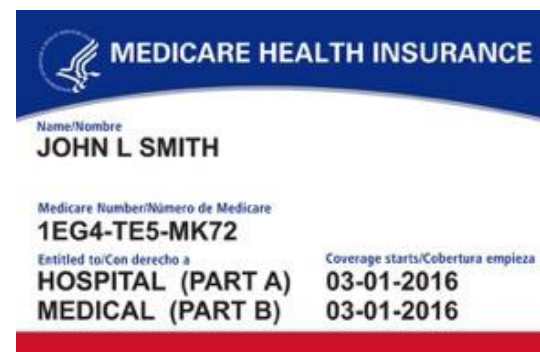 MEDICARE HEALTH INSURANCE
Name/Nombre
JOHN L SMITH
Medicare Number/Número de Medicare
1EG4-TE5-MK72
Entitled to/Con derecho a Coverage starts/Cobertura empieza
HOSPITAL (PART A) 03-01-2016
MEDICAL (PART B) 03-01-2016